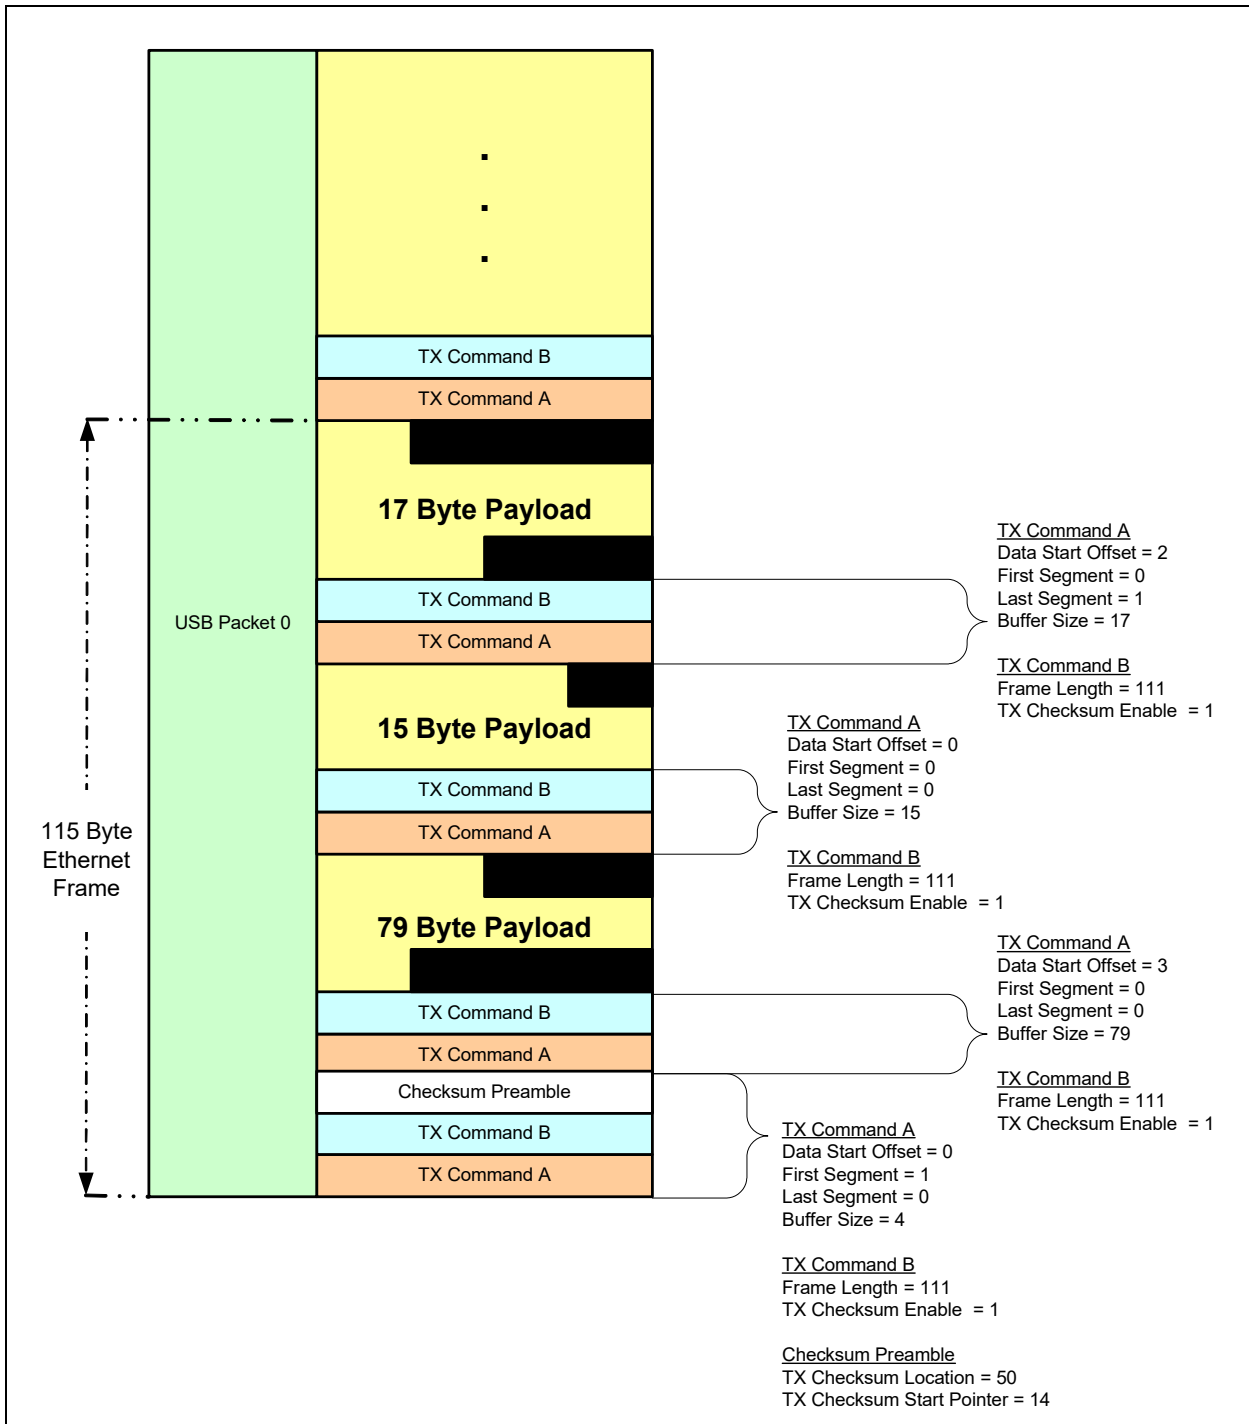 TX Command B
TX Command A
17 Byte Payload
TX Command B
USB Packet 0
TX Command A
15 Byte Payload
TX Command B
TX Command A
115 Byte
Ethernet
Frame
79 Byte Payload
TX Command B
TX Command A
Checksum Preamble
TX Command B
TX Command A
TX Command A
Data Start Offset = 2
First Segment = 0
Last Segment = 1
Buffer Size = 17
TX Command B
Frame Length = 111
TX Checksum Enable = 1
TX Command A
Data Start Offset = 0
First Segment = 0
Last Segment = 0
Buffer Size = 15
TX Command B
Frame Length = 111
TX Checksum Enable = 1
TX Command A
Data Start Offset = 3
First Segment = 0
Last Segment = 0
Buffer Size = 79
TX Command B
Frame Length = 111
TX Checksum Enable = 1
TX Command A
Data Start Offset = 0
First Segment = 1
Last Segment = 0
Buffer Size = 4
TX Command B
Frame Length = 111
TX Checksum Enable = 1
Checksum Preamble
TX Checksum Location = 50
TX Checksum Start Pointer = 14